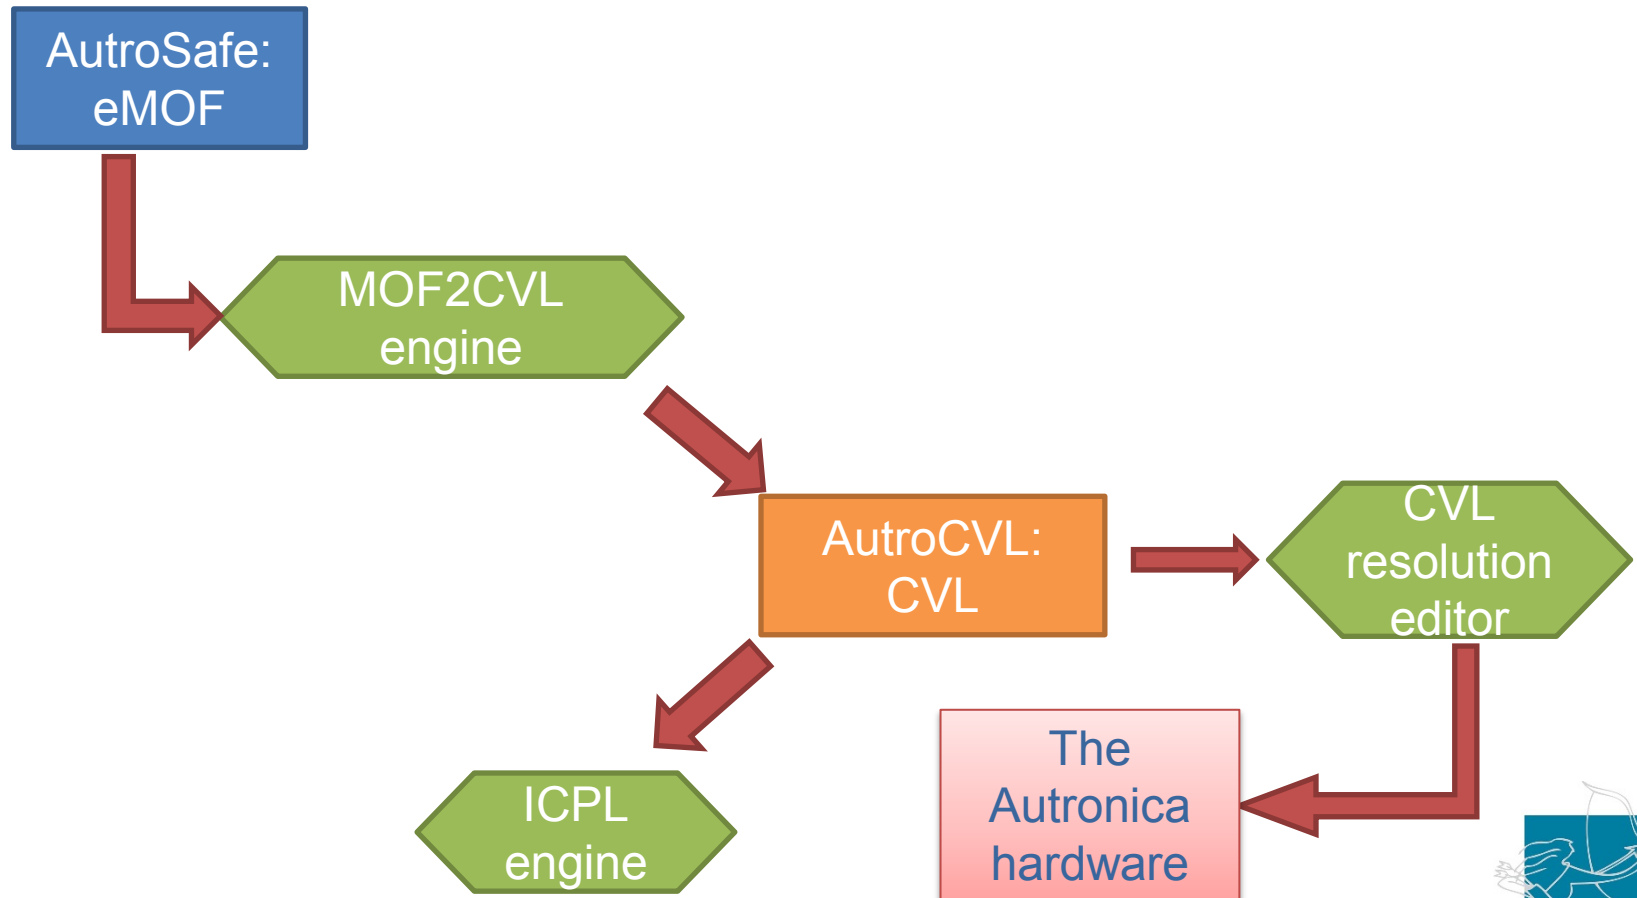 AutroSafe:
eMOF
MOF2CVL
engine
AutroCVL:
CVL
CVL
resolution
editor
The
Autronica
hardware
ICPL
engine